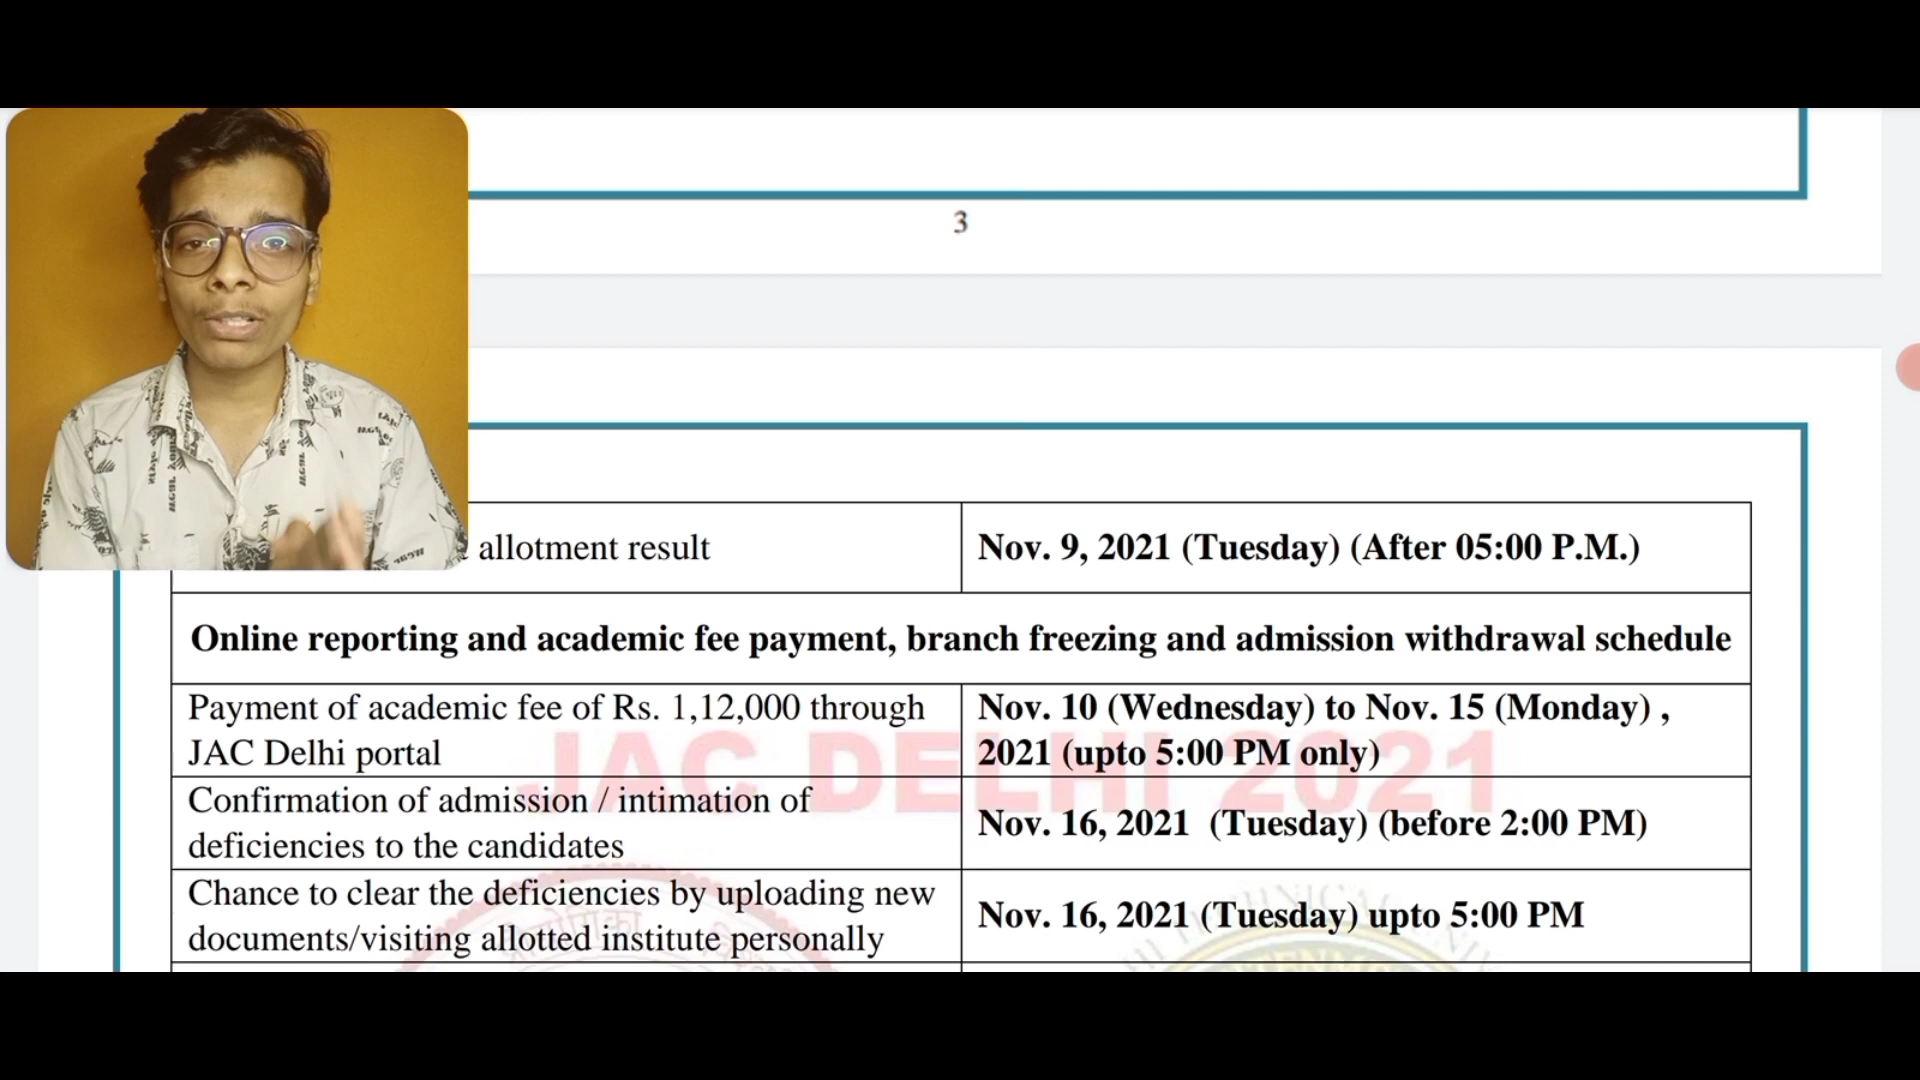 3
allotment result
Nov. 9, 2021 (Tuesday) (After 05:00 P.M.)
Online reporting and academic fee payment, branch freezing and admission withdrawal schedule
Payment of academic fee of Rs. 1,12,000 through
JAC Delhi portal
Nov. 10 (Wednesday) to Nov. 15 (Monday) ,
2021 (upto 5:00 PM only)
JAC DELHI 2021
Confirmation of admission / intimation of
deficiencies to the candidates
Nov. 16, 2021 (Tuesday) (before 2:00 PM)
Chance to clear the deficiencies by uploading new
documents/visiting allotted institute personally
Nov. 16, 2021 (Tuesday) upto 5:00 PM